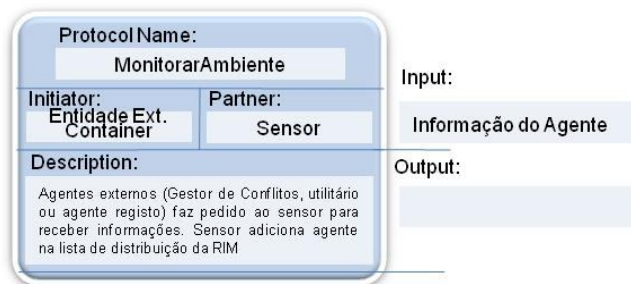 Protocol Name:
MonitorarAmbiente
Initiator:
Entidade Ext.
Container
Partner:
Sensor
Description:
Agentes externos (Gestor de Conflitos, utilitário
ou agente registo) faz pedido ao sensor para
receber informações. Sensor adiciona agente
na lista de distribuição da RIM
Input:
Informação do Agente
Output: